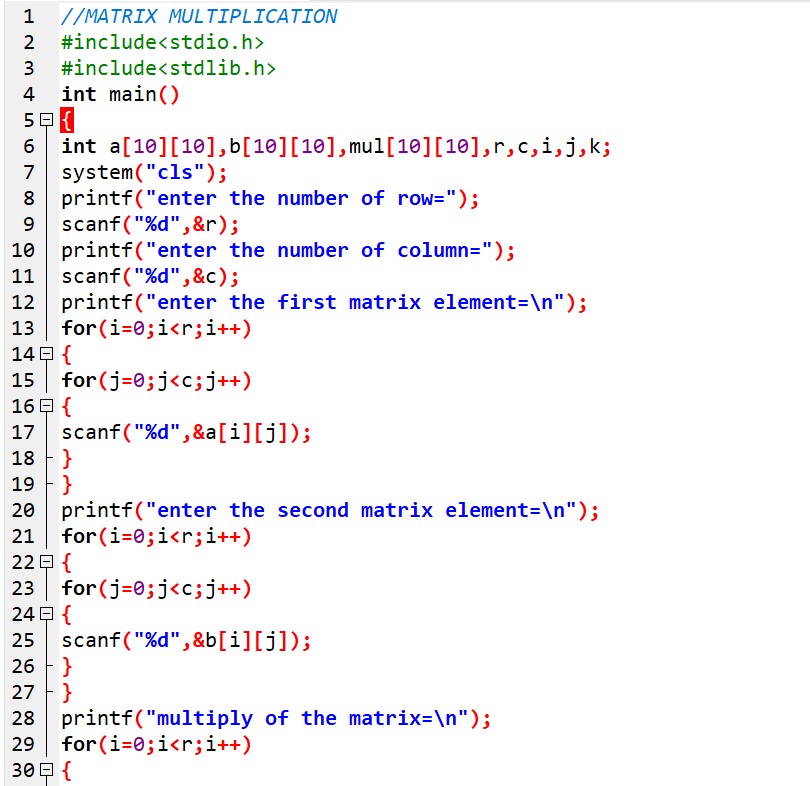 1 //MATRIX MULTIPLICATION
2 #include<stdio.h>
3 #include<stdlib.h>
4 int main()
5 {
6 int a[10][10],b[10][10],mul[10][10],r,c,i,j,k;
7 system("cls");
8 printf("enter the number of row=");
9 scanf("%d",&r);
10 printf("enter the number of column=");
11 scanf("%d",&c);
12 printf("enter the first matrix element=\n");
13 for(i=0;i<r;i++)
14 {
15 for(j=0;j<c;j++)
16 {
17 scanf("%d",&a[i][j]);
18 }
19 }
20 printf("enter the second matrix element=\n");
21 for(i=0;i<r;i++)
22 {
23 for(j=0;j<c;j++)
24 {
25 scanf("%d",&b[i][j]);
26 }
27 }
28 printf("multiply of the matrix=\n");
29 for(i=0;i<r;i++)
30 {